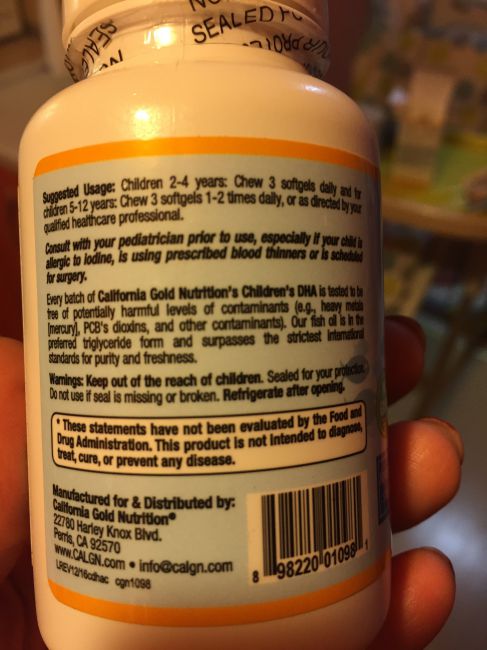 SEALED FO
Suggested Usage: Children 2-4 years: Chew 3 softgels daily and for
children 5-12 years: Chew 3 softgels 1-2 times daily, or as directed by your
qualified healthcare professional.
Consult with your pediatrician prior to use, especially if your child is
allergic to iodine, is using prescribed blood thinners or is scheduled
for surgery.
Every batch of California Gold Nutrition's Children's DHA is tested to be
free of potentially harmful levels of contaminants (e.g., heavy metals
[mercury], PCB's dioxins, and other contaminants). Our fish oil is in the
preferred triglyceride form and surpasses the strictest international
standards for purity and freshness.
Warnings: Keep out of the reach of children. Sealed for your protection.
Do not use if seal is missing or broken. Refrigerate after opening.
* These statements have not been evaluated by the Food and
Drug Administration. This product is not intended to diagnose,
treat, cure, or prevent any disease.
Manufactured for & Distributed by:
California Gold Nutrition®
22780 Harley Knox Blvd.
Perris, CA 92570
www.CALGN.com • info@calgn.com
LREV12/16cdhac cgn1098
8 98220 01098 1